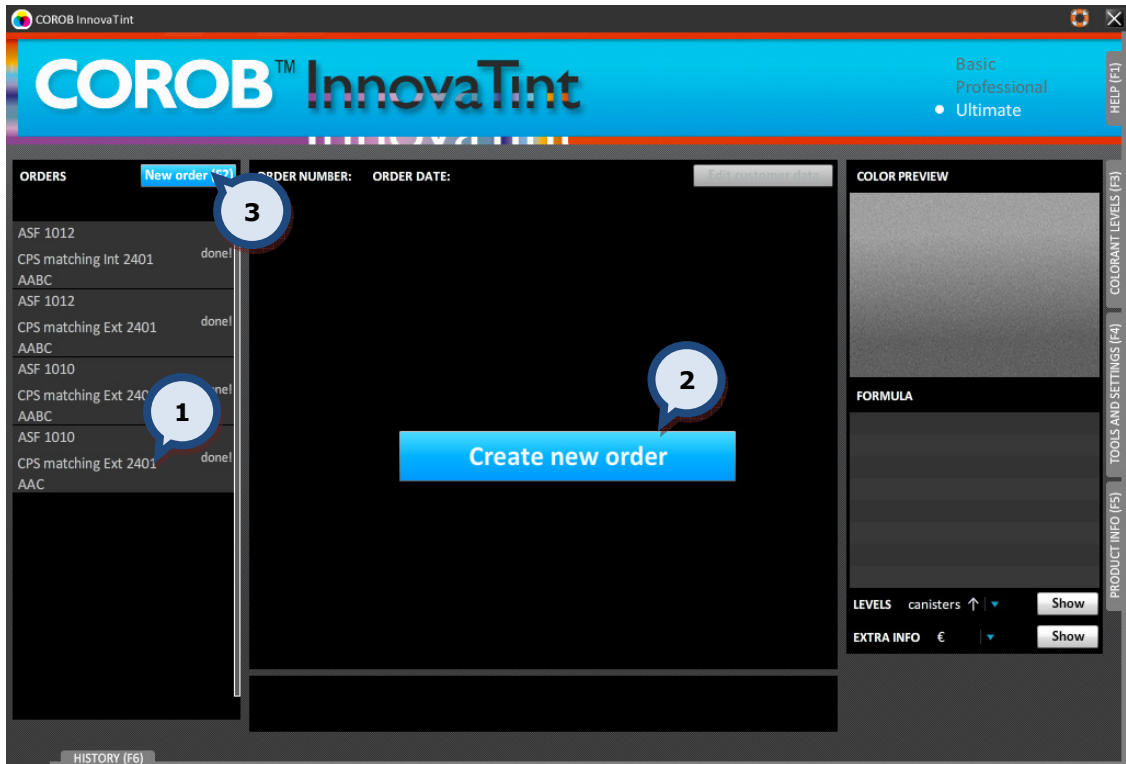 COROB InnovaTint
COROB™ InnovaTint
Basic
Professional
Ultimate
HELP (F1)
ORDERS
New order (F2)
3
ORDER NUMBER: ORDER DATE:
Edit customer data
COLOR PREVIEW
ASF 1012
CPS matching Int 2401 done!
AABC
ASF 1012
CPS matching Ext 2401 done!
AABC
ASF 1010
CPS matching Ext 240
AABC
1
ASF 1010
CPS matching Ext 2401 done!
AAC
2
Create new order
FORMULA
LEVELS canisters ↑ Show
EXTRA INFO € Show
COLORANT LEVELS (F3)
TOOLS AND SETTINGS (F4)
PRODUCT INFO (F5)
HISTORY (F6)